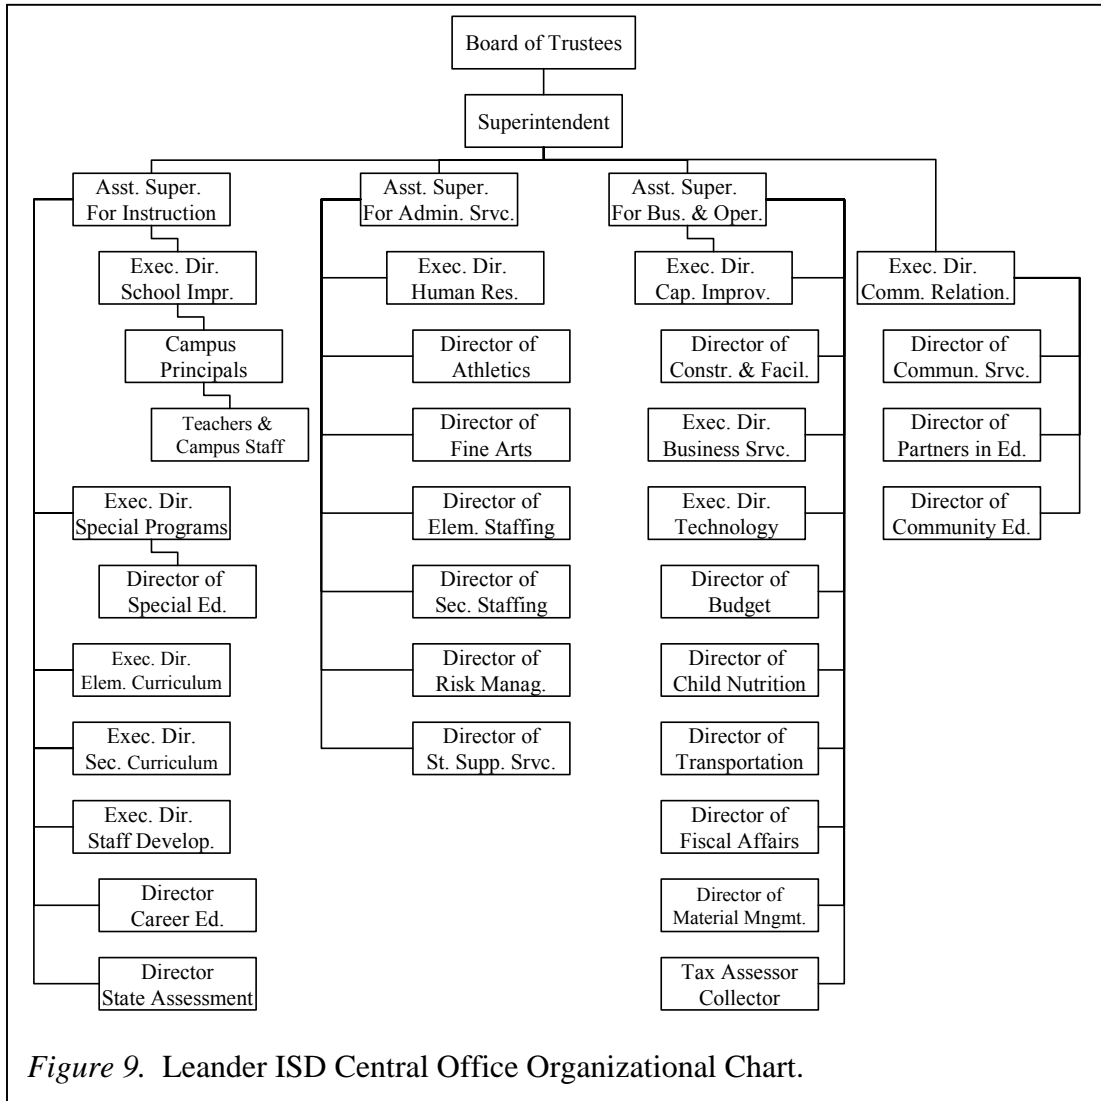 Board of Trustees
Superintendent
Asst. Super.
For Instruction
Exec. Dir.
School Impr.
Campus
Principals
Teachers &
Campus Staff
Exec. Dir.
Special Programs
Director of
Special Ed.
Exec. Dir.
Elem. Curriculum
Exec. Dir.
Sec. Curriculum
Exec. Dir.
Staff Develop.
Director
Career Ed.
Director
State Assessment
Asst. Super.
For Admin. Srvc.
Exec. Dir.
Human Res.
Director of
Athletics
Director of
Fine Arts
Director of
Elem. Staffing
Director of
Sec. Staffing
Director of
Risk Manag.
Director of
St. Supp. Srvc.
Asst. Super.
For Bus. & Oper.
Exec. Dir.
Cap. Improv.
Director of
Constr. & Facil.
Exec. Dir.
Business Srvc.
Exec. Dir.
Technology
Director of
Budget
Director of
Child Nutrition
Director of
Transportation
Director of
Fiscal Affairs
Director of
Material Mngmt.
Tax Assessor
Collector
Exec. Dir.
Comm. Relation.
Director of
Commun. Srvc.
Director of
Partners in Ed.
Director of
Community Ed.
Figure 9. Leander ISD Central Office Organizational Chart.